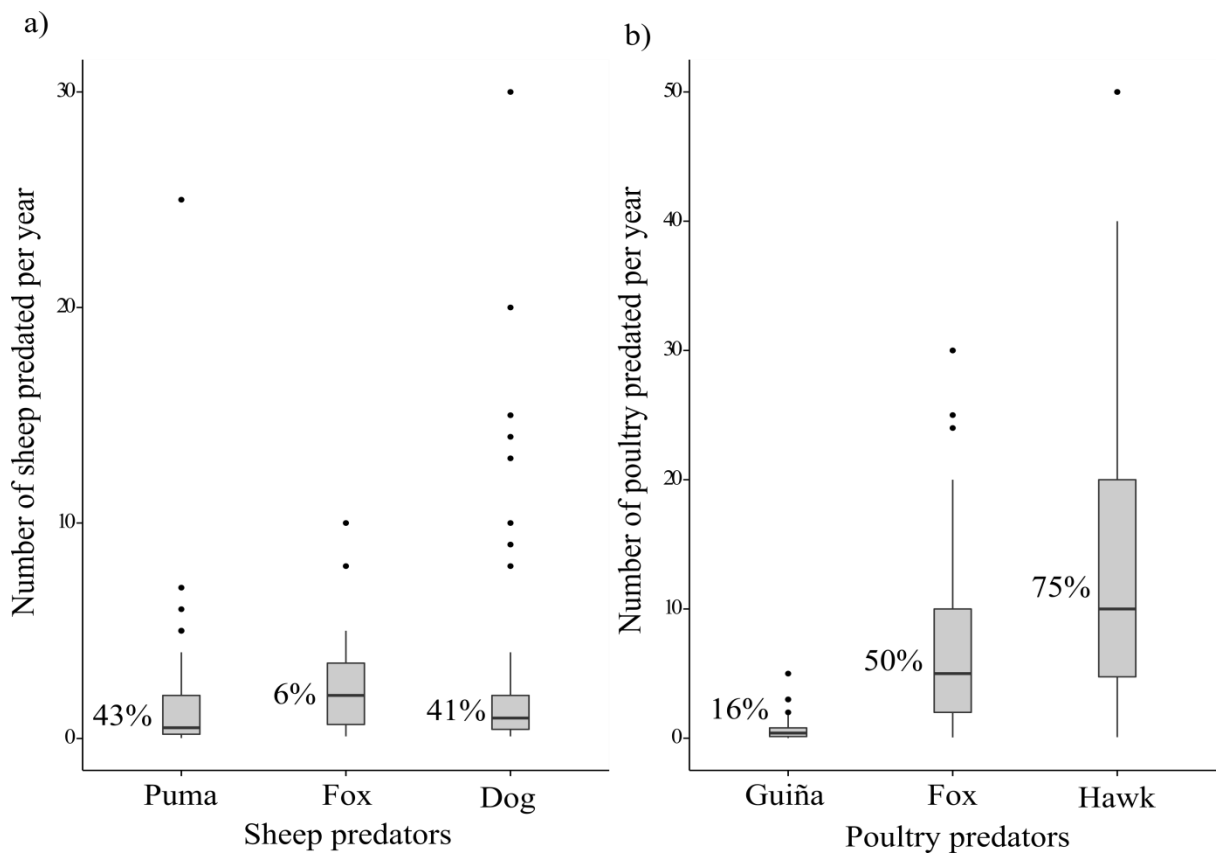 a)
Number of sheep predated per year
30
20
10
0
43%
6%
41%
Puma
Fox
Dog
Sheep predators
b)
Number of poultry predated per year
50
40
30
20
10
0
16%
50%
75%
Guiña
Fox
Hawk
Poultry predators